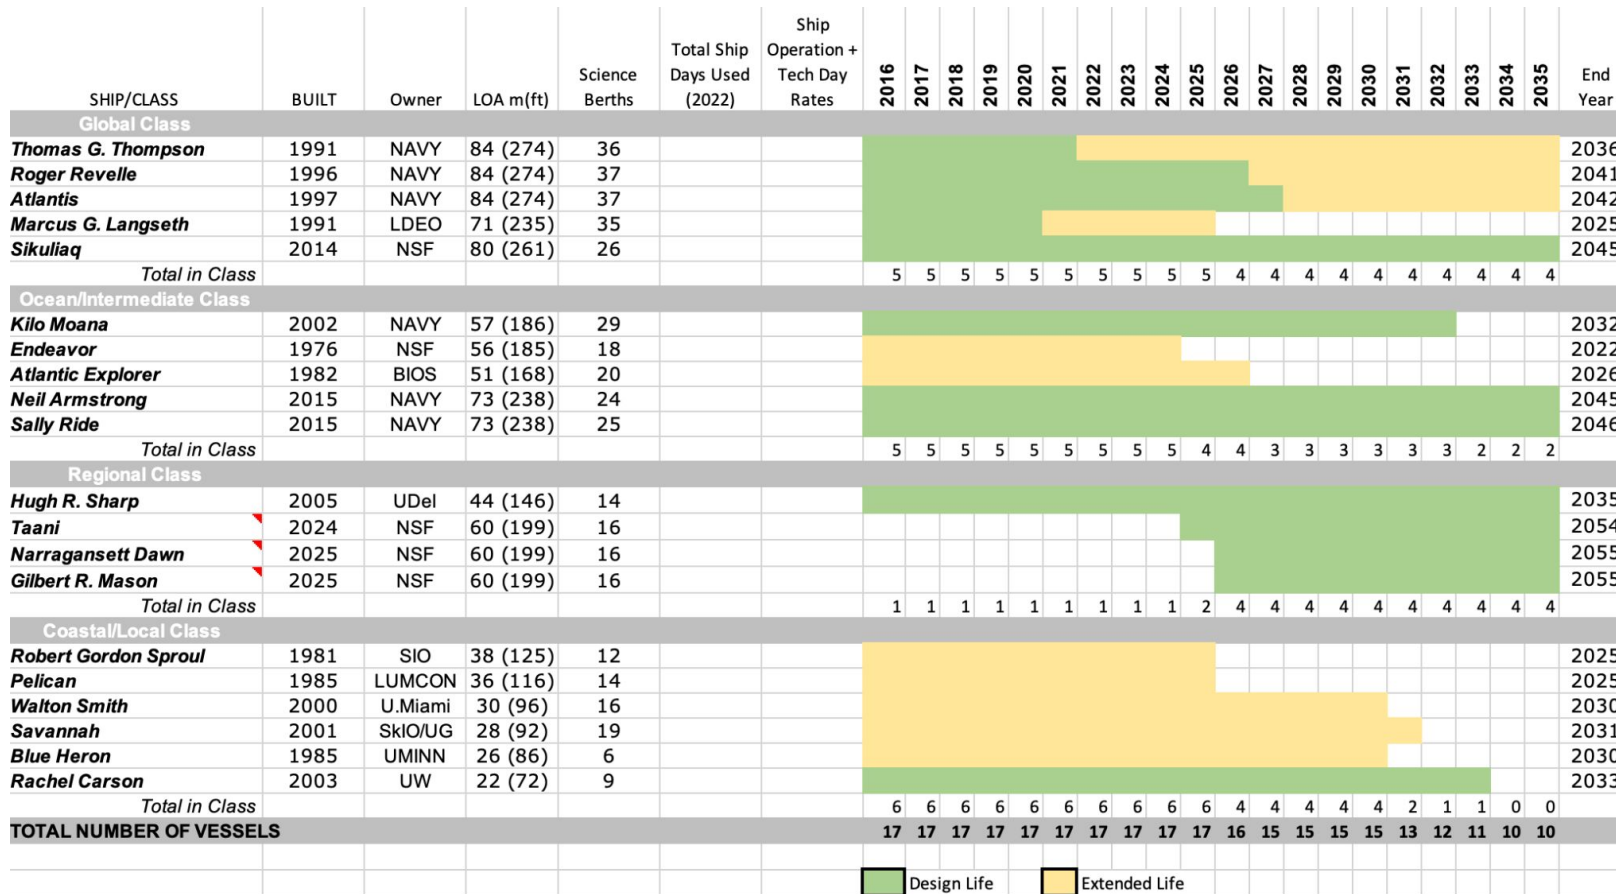 SHIP/CLASS BUILT Owner LOA m(ft) Science Berths Total Ship Days Used (2022) Ship Operation + Tech Day Rates 2016 2017 2018 2019 2020 2021 2022 2023 2024 2025 2026 2027 2028 2029 2030 2031 2032 2033 2034 2035 End Year
Global Class
Thomas G. Thompson 1991 NAVY 84 (274) 36 2036
Roger Revelle 1996 NAVY 84 (274) 37 2041
Atlantis 1997 NAVY 84 (274) 37 2042
Marcus G. Langseth 1991 LDEO 71 (235) 35 2025
Sikuliaq 2014 NSF 80 (261) 26 2045
Total in Class 5 5 5 5 5 5 5 5 5 5 4 4 4 4 4 4 4 4 4 4
Ocean/Intermediate Class
Kilo Moana 2002 NAVY 57 (186) 29 2032
Endeavor 1976 NSF 56 (185) 18 2022
Atlantic Explorer 1982 BIOS 51 (168) 20 2026
Neil Armstrong 2015 NAVY 73 (238) 24 2045
Sally Ride 2015 NAVY 73 (238) 25 2046
Total in Class 5 5 5 5 5 5 5 5 5 4 4 3 3 3 3 3 3 2 2 2
Regional Class
Hugh R. Sharp 2005 UDel 44 (146) 14 2035
Taani 2024 NSF 60 (199) 16 2054
Narragansett Dawn 2025 NSF 60 (199) 16 2055
Gilbert R. Mason 2025 NSF 60 (199) 16 2055
Total in Class 1 1 1 1 1 1 1 1 1 2 4 4 4 4 4 4 4 4 4 4
Coastal/Local Class
Robert Gordon Sproul 1981 SIO 38 (125) 12 2025
Pelican 1985 LUMCON 36 (116) 14 2025
Walton Smith 2000 U.Miami 30 (96) 16 2030
Savannah 2001 SkIO/UG 28 (92) 19 2031
Blue Heron 1985 UMINN 26 (86) 6 2030
Rachel Carson 2003 UW 22 (72) 9 2033
Total in Class 6 6 6 6 6 6 6 6 6 6 4 4 4 4 4 2 1 1 0 0
TOTAL NUMBER OF VESSELS 17 17 17 17 17 17 17 17 17 17 16 15 15 15 15 13 12 11 10 10
Design Life Extended Life